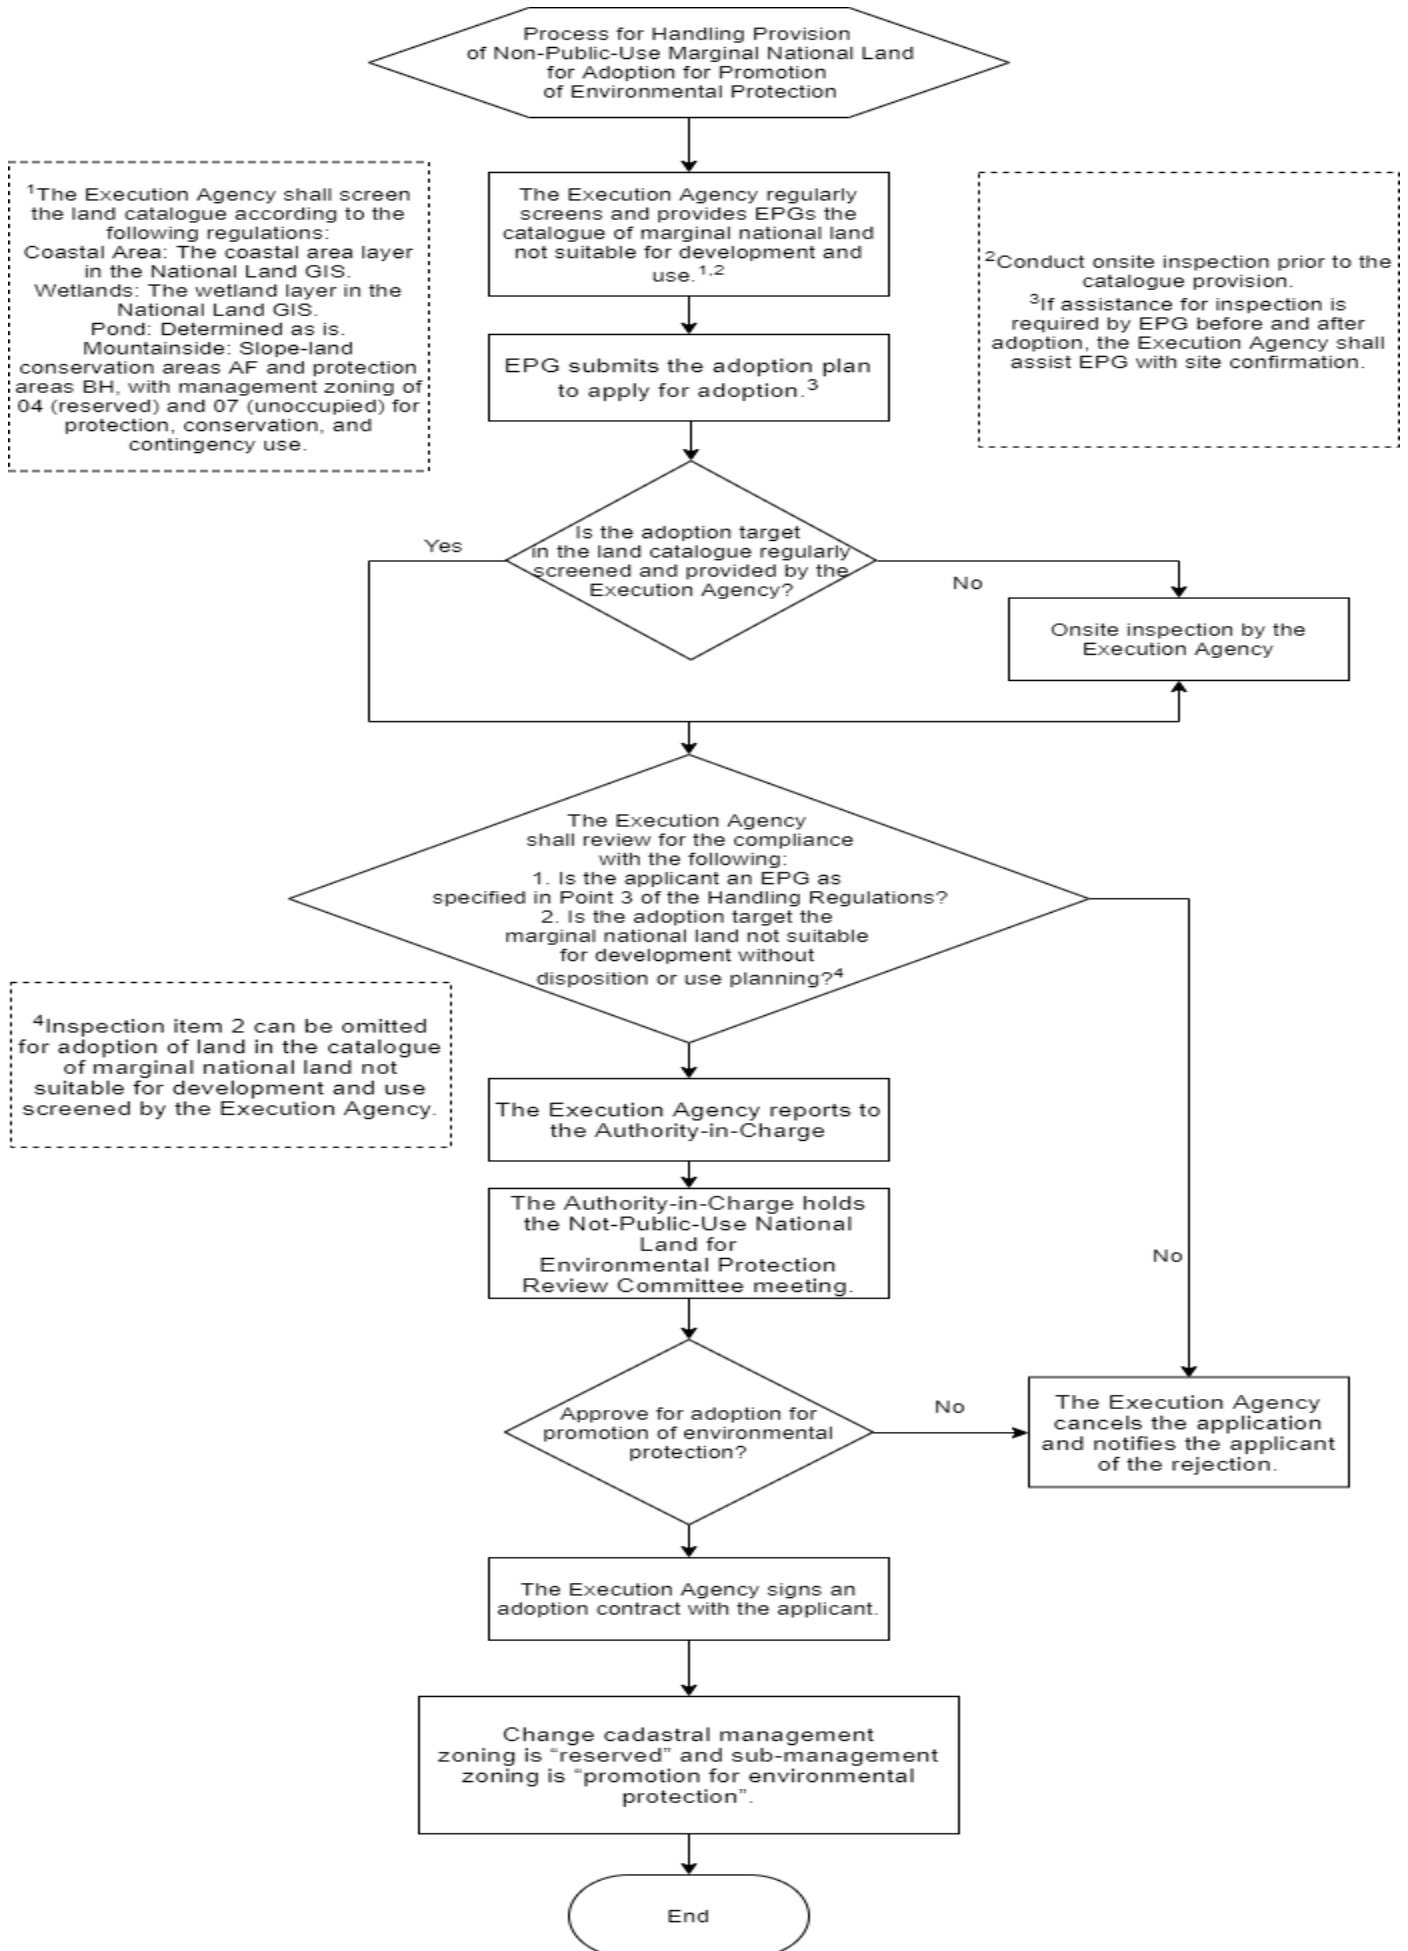 Process for Handling Provision
of Non-Public-Use Marginal National Land
for Adoption for Promotion
of Environmental Protection
¹The Execution Agency shall screen
the land catalogue according to the
following regulations:
Coastal Area: The coastal area layer
in the National Land GIS.
Wetlands: The wetland layer in the
National Land GIS.
Pond: Determined as is.
Mountainside: Slope-land
conservation areas AF and protection
areas BH, with management zoning of
04 (reserved) and 07 (unoccupied) for
protection, conservation, and
contingency use.
The Execution Agency regularly
screens and provides EPGs the
catalogue of marginal national land
not suitable for development and
use.¹,²
²Conduct onsite inspection prior to the
catalogue provision.
³If assistance for inspection is
required by EPG before and after
adoption, the Execution Agency shall
assist EPG with site confirmation.
EPG submits the adoption plan
to apply for adoption.³
Is the adoption target
in the land catalogue regularly
screened and provided by the
Execution Agency?
Yes
No
Onsite inspection by the
Execution Agency
The Execution Agency
shall review for the compliance
with the following:
1. Is the applicant an EPG as
specified in Point 3 of the Handling Regulations?
2. Is the adoption target the
marginal national land not suitable
for development without
disposition or use planning?⁴
⁴Inspection item 2 can be omitted
for adoption of land in the catalogue
of marginal national land not
suitable for development and use
screened by the Execution Agency.
The Execution Agency reports to
the Authority-in-Charge
The Authority-in-Charge holds
the Not-Public-Use National
Land for
Environmental Protection
Review Committee meeting.
No
Approve for adoption for
promotion of environmental
protection?
No
The Execution Agency
cancels the application
and notifies the applicant
of the rejection.
The Execution Agency signs an
adoption contract with the applicant.
Change cadastral management
zoning is “reserved” and sub-management
zoning is “promotion for environmental
protection”.
End